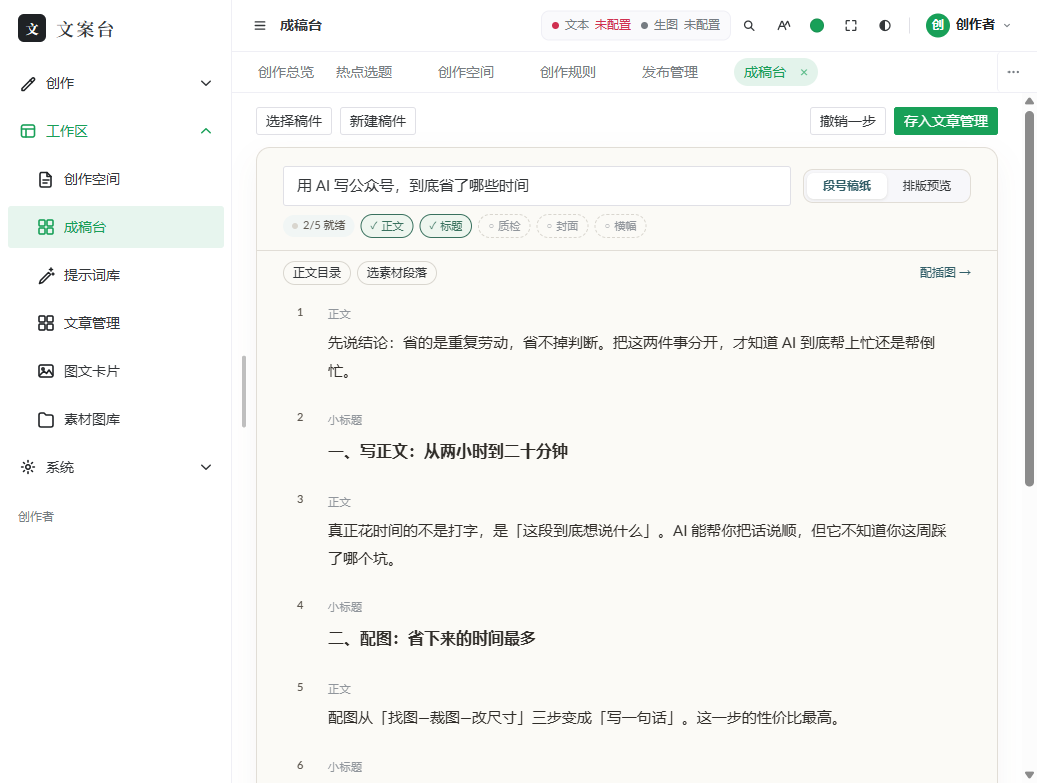 文 文案台
创作
工作区
创作空间
成稿台
提示词库
文章管理
图文卡片
素材图库
系统
创作者
成稿台
文本 未配置 生图 未配置
创 创作者
创作总览 热点选题 创作空间 创作规则 发布管理 成稿台 ×
选择稿件 新建稿件 撤销一步 存入文章管理
用 AI 写公众号，到底省了哪些时间
段号稿纸 排版预览
2/5 就绪 ✓ 正文 ✓ 标题 ○ 质检 ○ 封面 ○ 横幅
正文目录 选素材段落 配插图 →
1 正文
先说结论：省的是重复劳动，省不掉判断。把这两件事分开，才知道 AI 到底帮上忙还是帮倒
忙。
2 小标题
一、写正文：从两小时到二十分钟
3 正文
真正花时间的不是打字，是「这段到底想说什么」。AI 能帮你把话说顺，但它不知道你这周踩
了哪个坑。
4 小标题
二、配图：省下来的时间最多
5 正文
配图从「找图—裁图—改尺寸」三步变成「写一句话」。这一步的性价比最高。
6 小标题